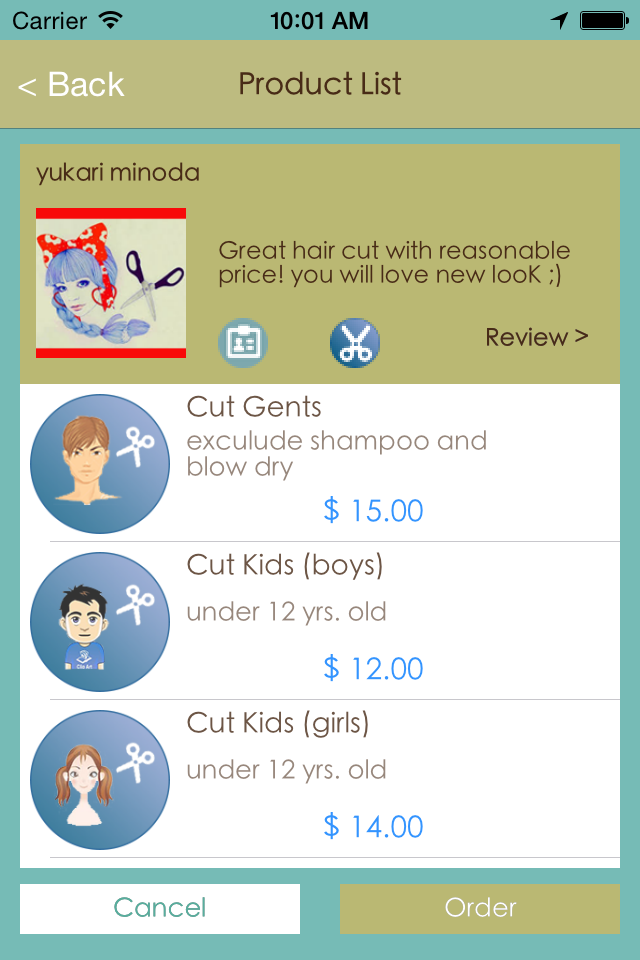 Carrier
10:01 AM
< Back
Product List
yukari minoda
Great hair cut with reasonable
price! you will love new looK ;)
Review >
Cut Gents
exculude shampoo and
blow dry
$ 15.00
Cut Kids (boys)
under 12 yrs. old
Clip Art
$ 12.00
Cut Kids (girls)
under 12 yrs. old
$ 14.00
Cancel
Order